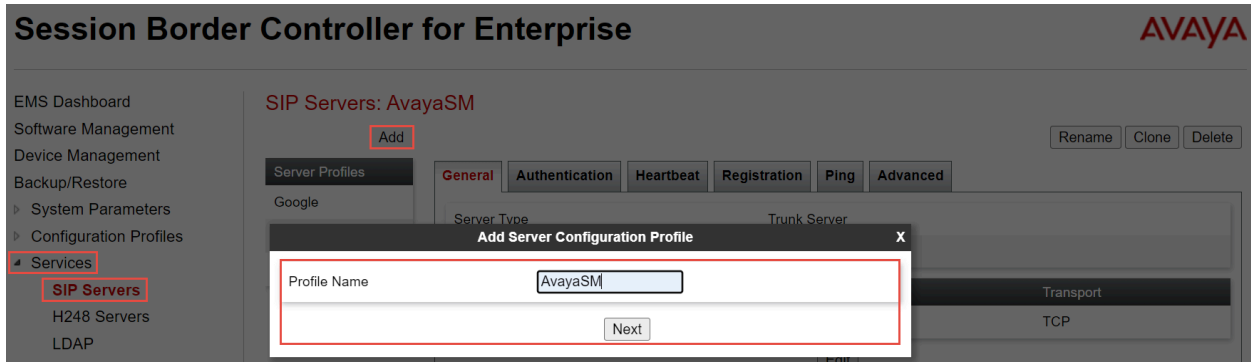 Session Border Controller for Enterprise
AVAYA
EMS Dashboard
Software Management
Device Management
Backup/Restore
System Parameters
Configuration Profiles
Services
SIP Servers
H248 Servers
LDAP
SIP Servers: AvayaSM
Add
Rename Clone Delete
Server Profiles
Google
General Authentication Heartbeat Registration Ping Advanced
Server Type Trunk Server
Add Server Configuration Profile X
Profile Name AvayaSM
Next
Transport
TCP
Edit